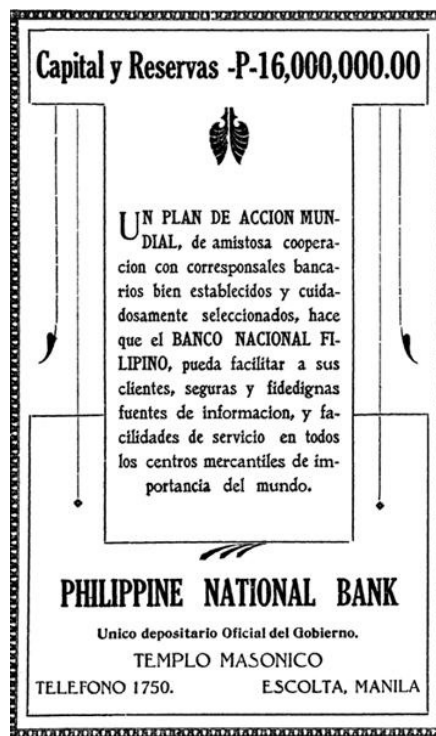 Capital y Reservas -P-16,000,000.00
UN PLAN DE ACCION MUN-
DIAL, de amistosa coopera-
cion con corresponsales banca-
rios bien establecidos y cuida-
dosamente seleccionados, hace
que el BANCO NACIONAL FI-
LIPINO, pueda facilitar a sus
clientes, seguras y fidedignas
fuentes de informacion, y fa-
cilidades de servicio en todos
los centros mercantiles de im-
portancia del mundo.
PHILIPPINE NATIONAL BANK
Unico depositario Oficial del Gobierno.
TEMPLO MASONICO
TELEFONO 1750. ESCOLTA, MANILA